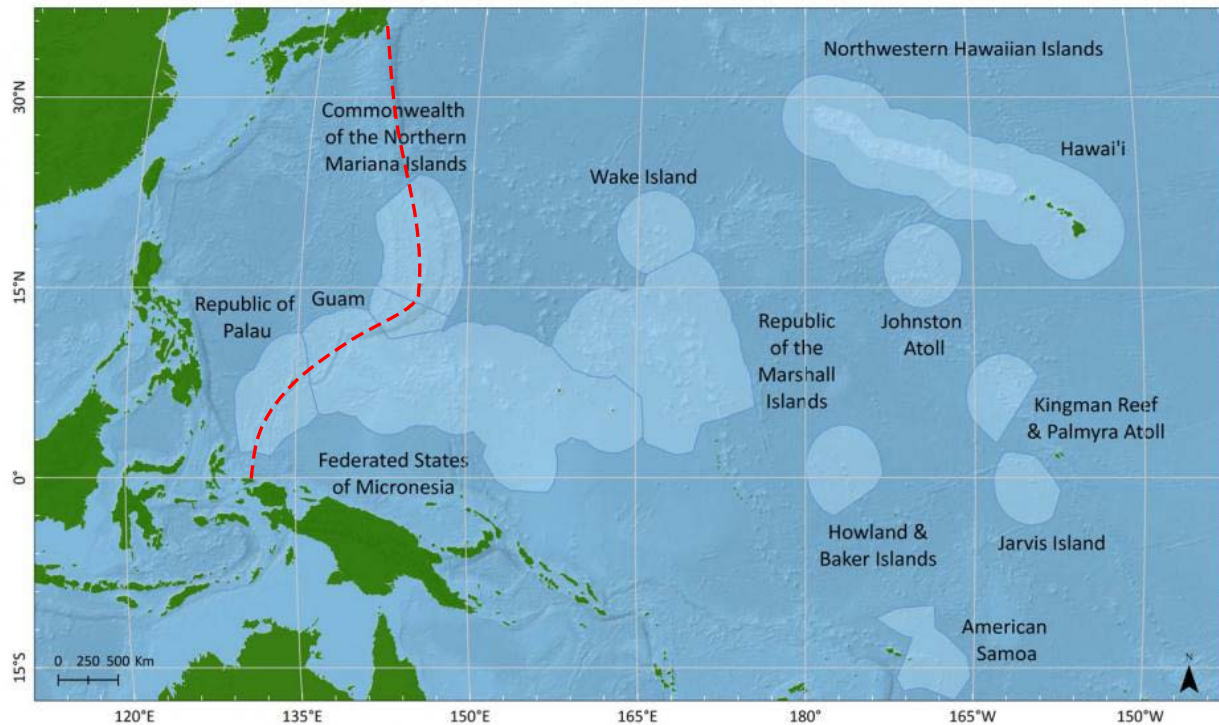 Northwestern Hawaiian Islands
30°N
Commonwealth
of the Northern
Mariana Islands
Hawai'i
Wake Island
15°N
Republic of
Palau
Guam
Republic
of the
Marshall
Islands
Johnston
Atoll
Kingman Reef
& Palmyra Atoll
Federated States
of Micronesia
0°
Howland &
Baker Islands
Jarvis Island
American
Samoa
15°S
0 250 500 Km
N
120°E
135°E
150°E
165°E
180°
165°W
150°W